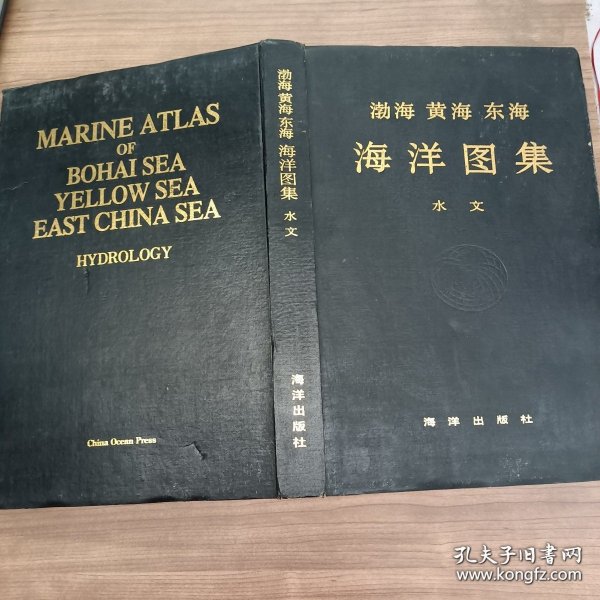 MARINE ATLAS
OF
BOHAI SEA
YELLOW SEA
EAST CHINA SEA
HYDROLOGY
China Ocean Press
渤海 黄海 东海 海洋图集 水文
海洋出版社
渤海 黄海 东海
海洋图集
水文
海洋出版社
孔夫子旧书网
www.kongfz.com